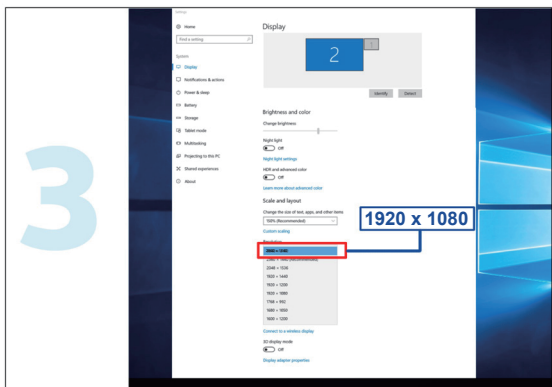 3
Settings
Home
Find a setting
System
Display
Notifications & actions
Power & sleep
Battery
Storage
Tablet mode
Multitasking
Projecting to this PC
Shared experiences
About
Display
2
1
Identify
Detect
Brightness and color
Change brightness
Night light
Off
Night light settings
HDR and advanced color
Off
Learn more about advanced color
Scale and layout
Change the size of text, apps, and other items
100% (Recommended)
Custom scaling
Resolution
1920 x 1080
2048 × 1536
1920 × 1440
1920 × 1200
1920 × 1080
1680 × 1050
1600 × 1200
Connect to a wireless display
3D display mode
Off
Display adapter properties